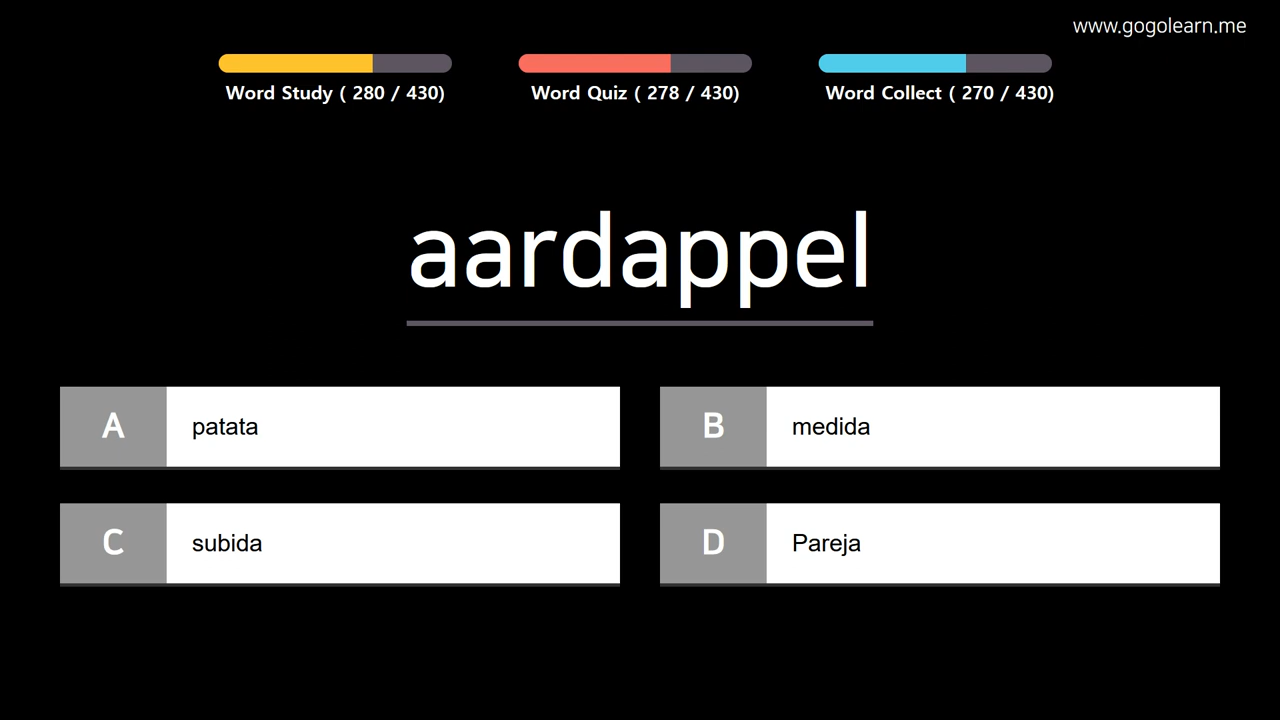 www.gogolearn.me
Word Study ( 280 / 430)
Word Quiz ( 278 / 430)
Word Collect ( 270 / 430)
aardappel
A patata
B medida
C subida
D Pareja